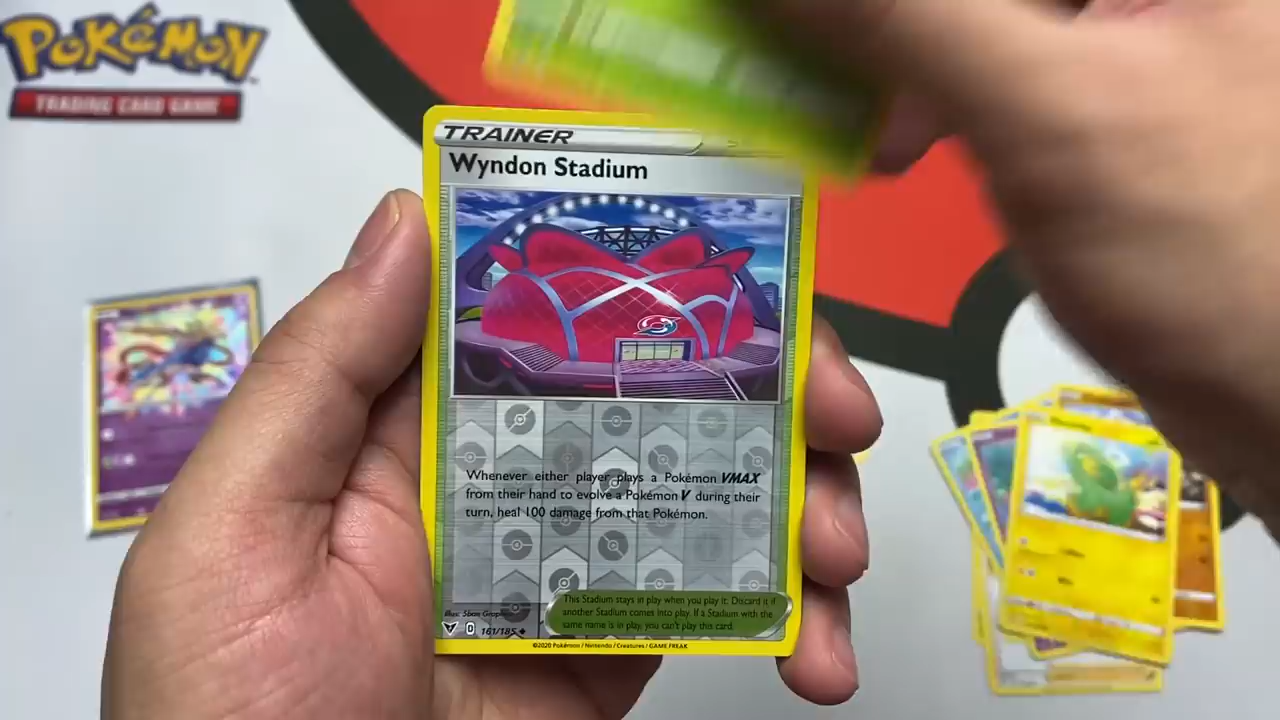 POKÉMON
TRADING CARD GAME
TRAINER
Wyndon Stadium
Whenever either player plays a Pokémon VMAX
from their hand to evolve a Pokémon V during their
turn, heal 100 damage from that Pokémon.
This Stadium stays in play when you play it. Discard it if
another Stadium comes into play. If a Stadium with the
same name is in play, you can't play this card.
Illus. 5ban Graphics
D 161/185
©2020 Pokémon / Nintendo / Creatures / GAME FREAK